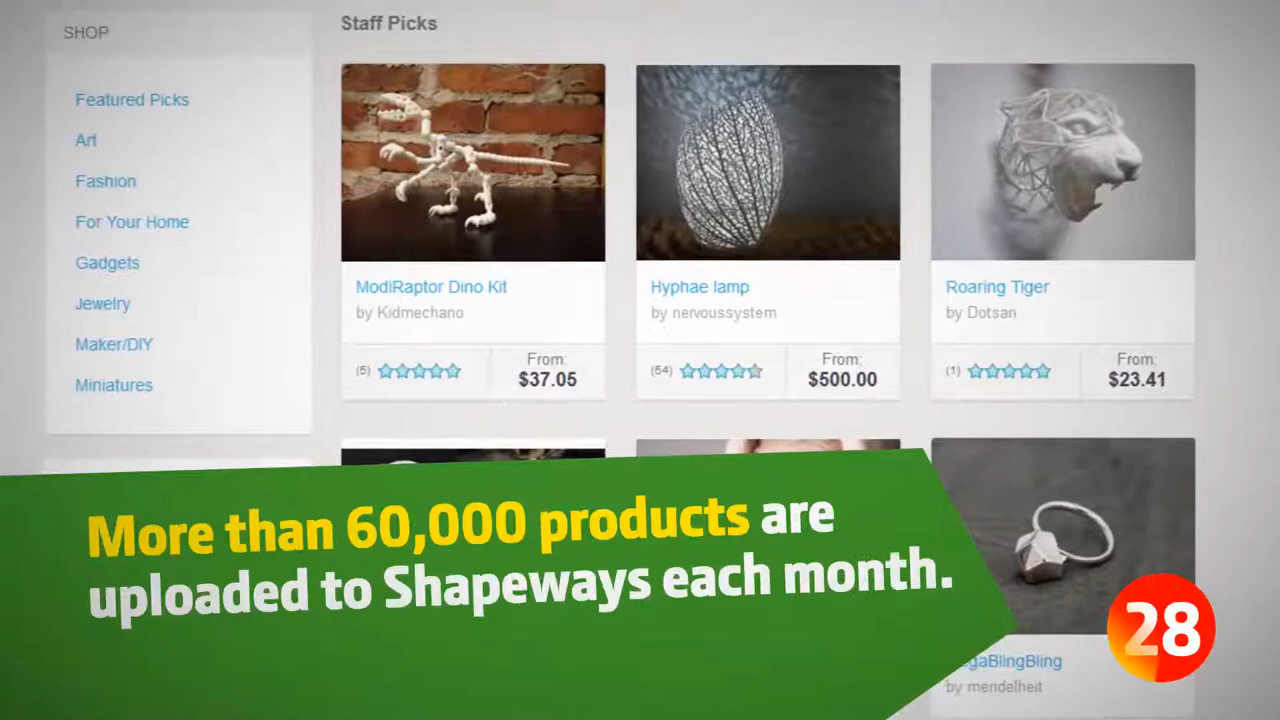 SHOP
Featured Picks
Art
Fashion
For Your Home
Gadgets
Jewelry
Maker/DIY
Miniatures
Staff Picks
ModiRaptor Dino Kit
by Kidmechano
(5)
From:
$37.05
Hyphae lamp
by nervoussystem
(54)
From:
$500.00
Roaring Tiger
by Dotsan
(1)
From:
$23.41
More than 60,000 products are
uploaded to Shapeways each month.
28
by mendelheit